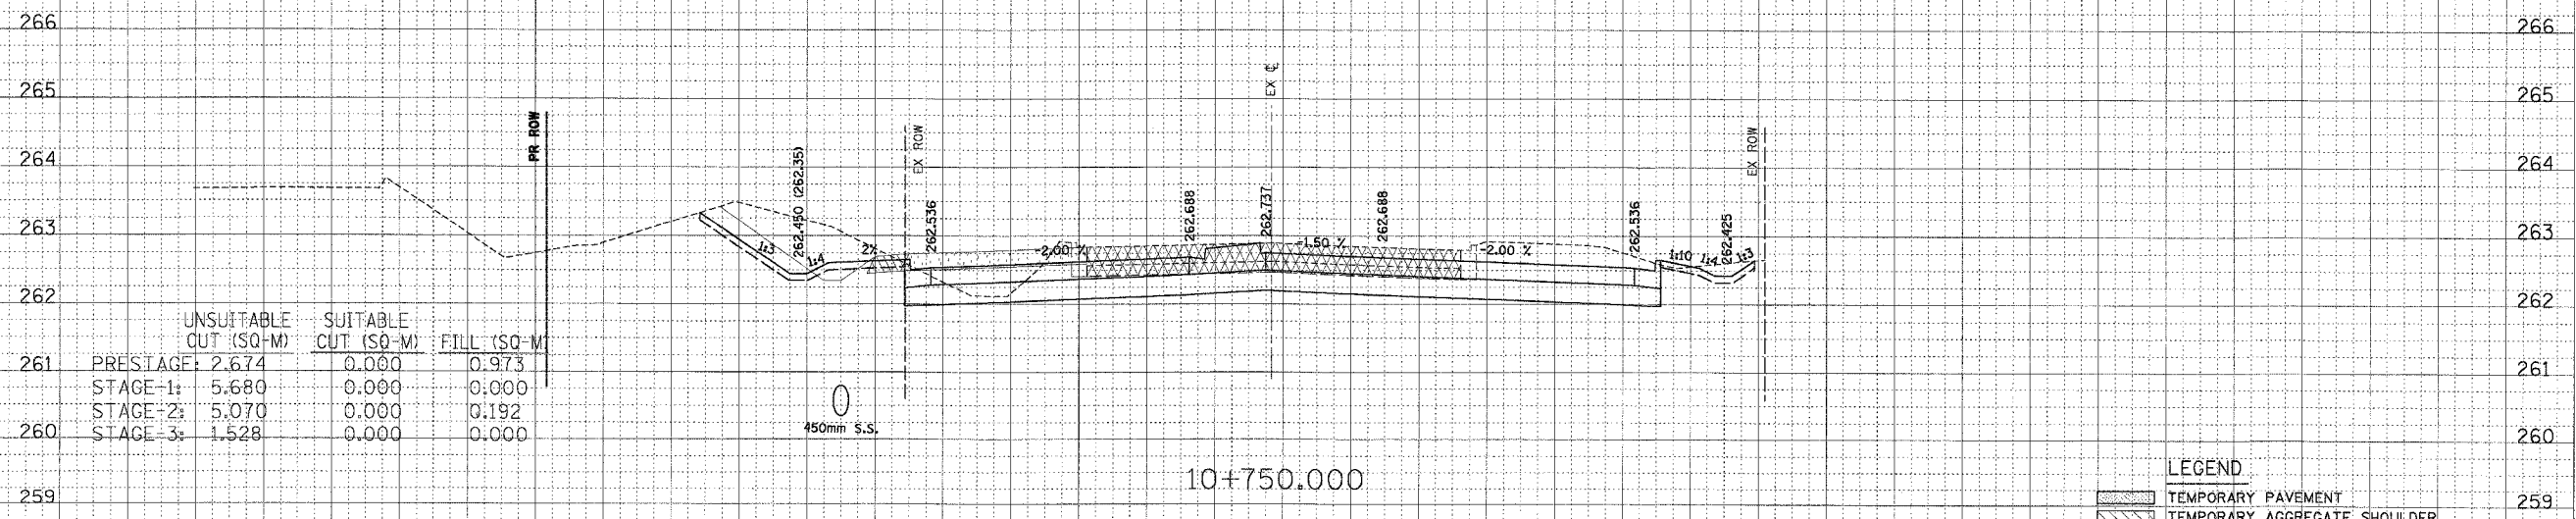 266 266
265 265
264 264
263 263
262 262
261 261
260 260
259 259
PR ROW
EX ROW
EX ℄
EX ROW
262.450 (262.35)
262.536
262.688
262.737
262.688
262.536
262.425
1:3
1:4
2%
-2.00 %
-1.50 %
-2.00 %
1:10
1:4
1:3
UNSUITABLE SUITABLE
CUT (SQ-M) CUT (SQ-M) FILL (SQ-M
PRESTAGE: 2.674 0.000 0.973
STAGE-1: 5.680 0.000 0.000
STAGE-2: 5.070 0.000 0.192
STAGE-3: 1.528 0.000 0.000
450mm S.S.
10+750.000
LEGEND
TEMPORARY PAVEMENT
TEMPORARY AGGREGATE SHOULDER